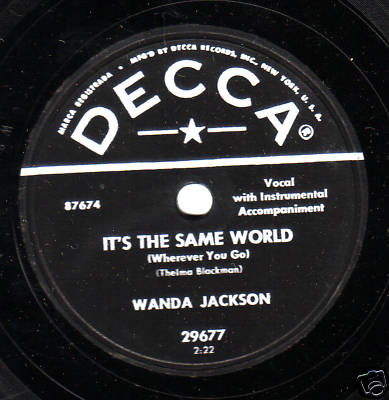 MARCA REGISTRADA • MFG'D BY DECCA RECORDS, INC., NEW YORK, U. S. A.
DECCA®
87674
Vocal
with Instrumental
Accompaniment
IT'S THE SAME WORLD
(Wherever You Go)
(Thelma Blackman)
WANDA JACKSON
29677
2:22